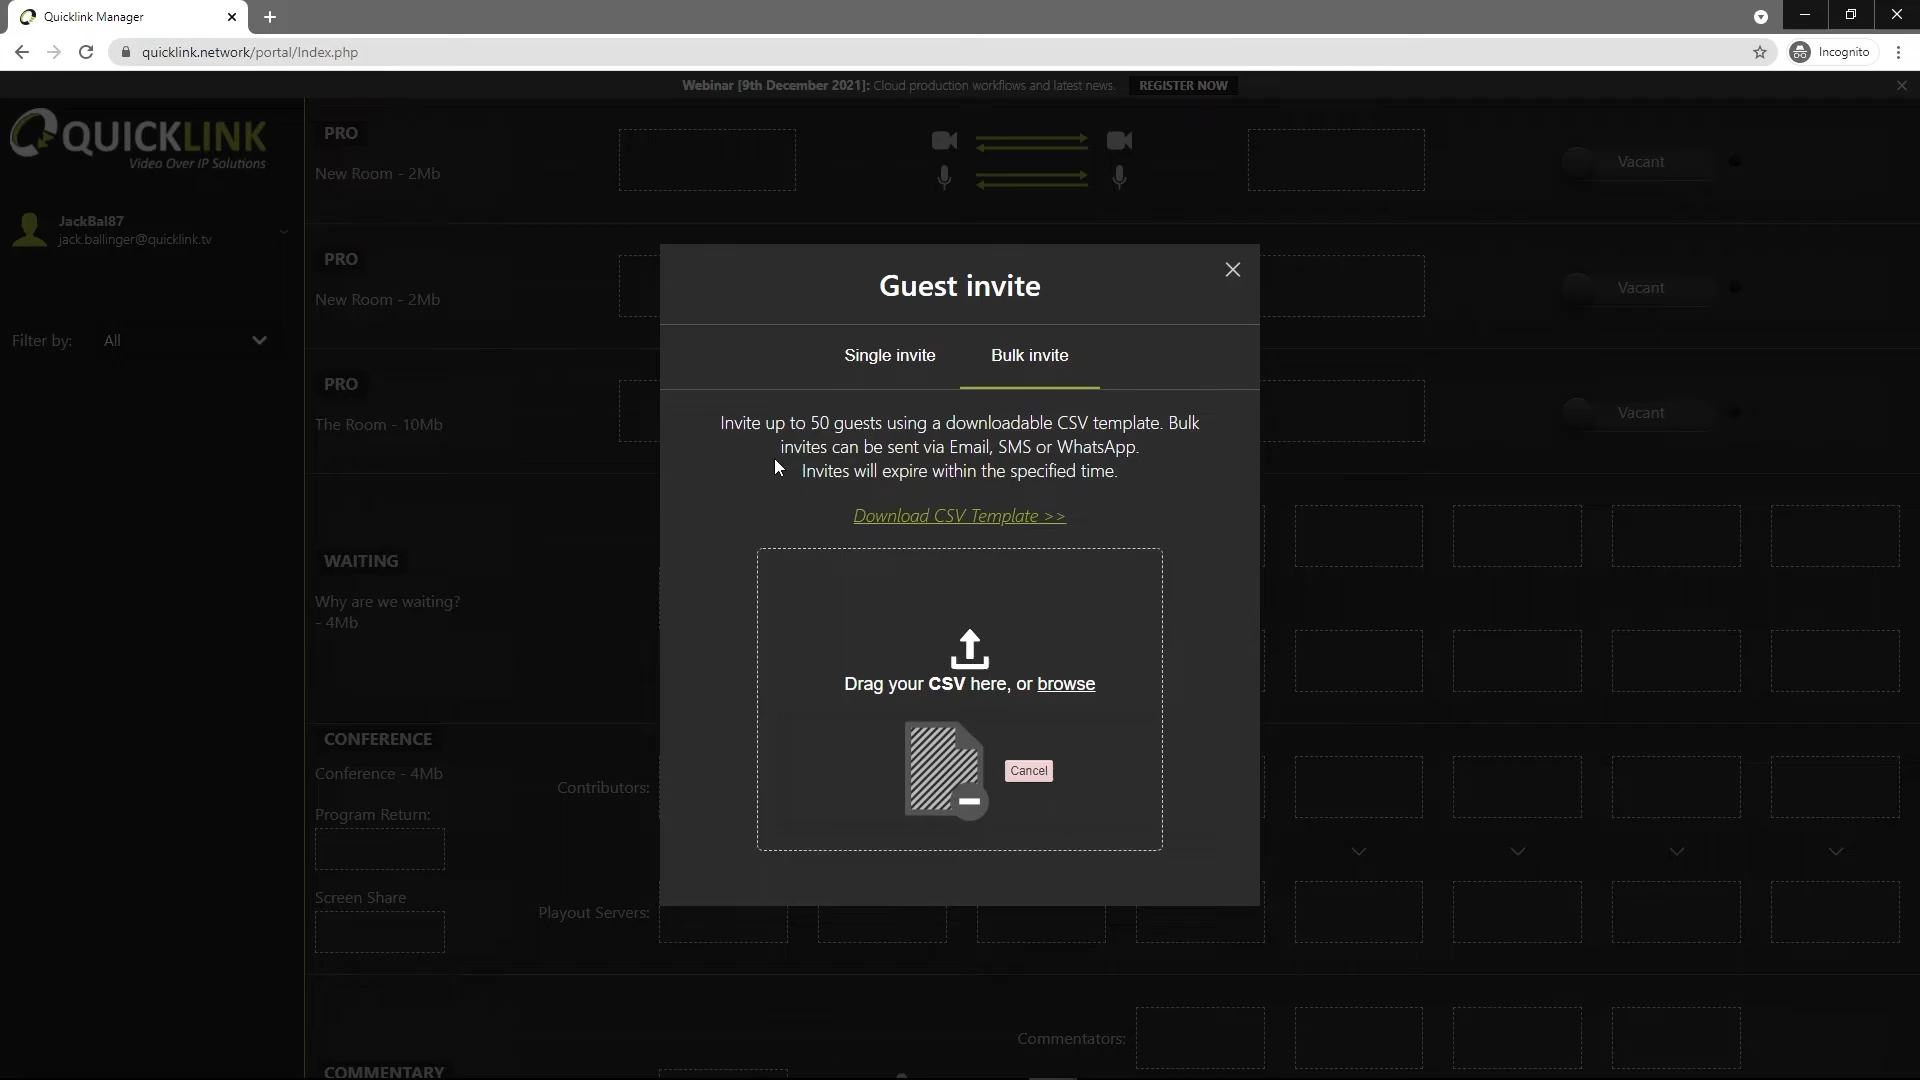 Quicklink Manager
quicklink.network/portal/Index.php
Incognito
Webinar [9th December 2021]: Cloud production workflows and latest news. REGISTER NOW
QUICKLINK
Video Over IP Solutions
JackBal87
jack.ballinger@quicklink.tv
Filter by: All
PRO
New Room - 2Mb
Vacant
PRO
New Room - 2Mb
Vacant
PRO
The Room - 10Mb
Vacant
WAITING
Why are we waiting?
- 4Mb
CONFERENCE
Conference - 4Mb
Contributors:
Program Return:
Screen Share
Playout Servers:
Commentators:
COMMENTARY
Guest invite
Single invite Bulk invite
Invite up to 50 guests using a downloadable CSV template. Bulk
invites can be sent via Email, SMS or WhatsApp.
Invites will expire within the specified time.
Download CSV Template >>
Drag your CSV here, or browse
Cancel